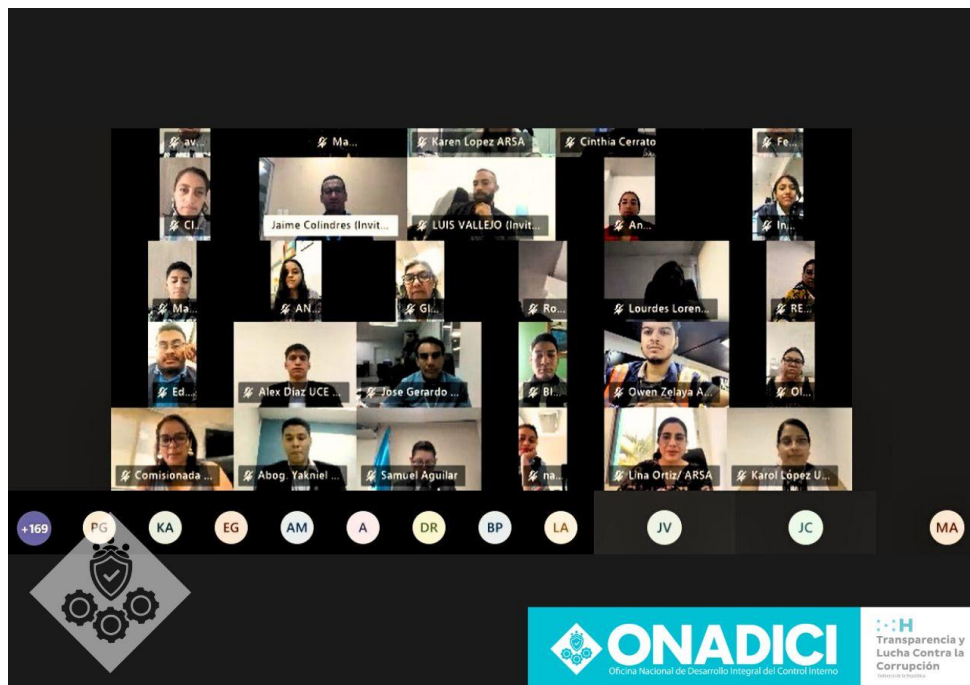 av...
Ma...
Karen Lopez ARSA
Cinthia Cerrato
Fe...
Cl...
Jaime Colindres (Invit...
LUIS VALLEJO (Invit...
An...
In...
Ma...
AN...
Gl...
Ro...
Lourdes Loren...
RE...
Ed...
Alex Diaz UCE ...
Jose Gerardo ...
Bl...
Owen Zelaya A...
Ol...
Comisionada ...
Abog. Yakniel ...
Samuel Aguilar
na...
Lina Ortiz/ ARSA
Karol López U...
+169
PG
KA
EG
AM
A
DR
BP
LA
JV
JC
MA
ONADICI
Oficina Nacional de Desarrollo Integral del Control Interno
H
Transparencia y
Lucha Contra la
Corrupción